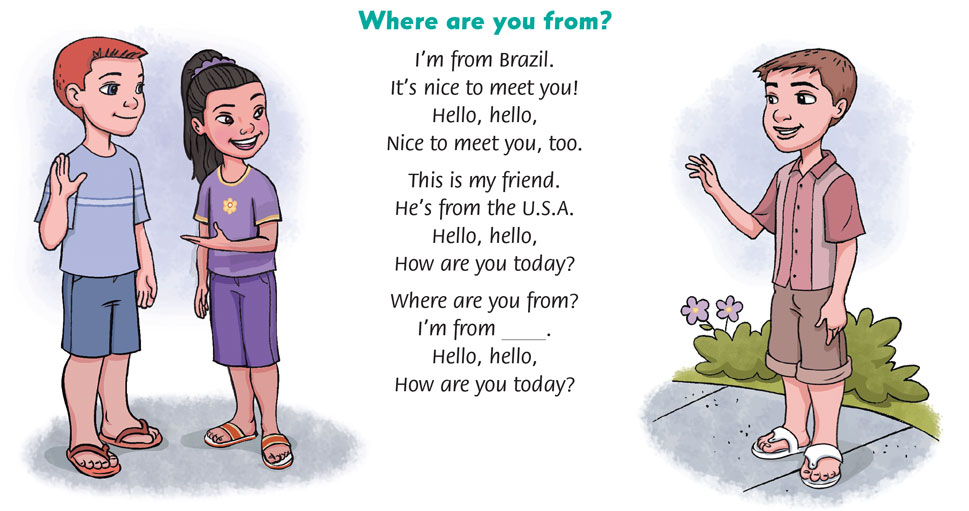 Where are you from?
I'm from Brazil.
It's nice to meet you!
Hello, hello,
Nice to meet you, too.
This is my friend.
He's from the U.S.A.
Hello, hello,
How are you today?
Where are you from?
I'm from ____.
Hello, hello,
How are you today?